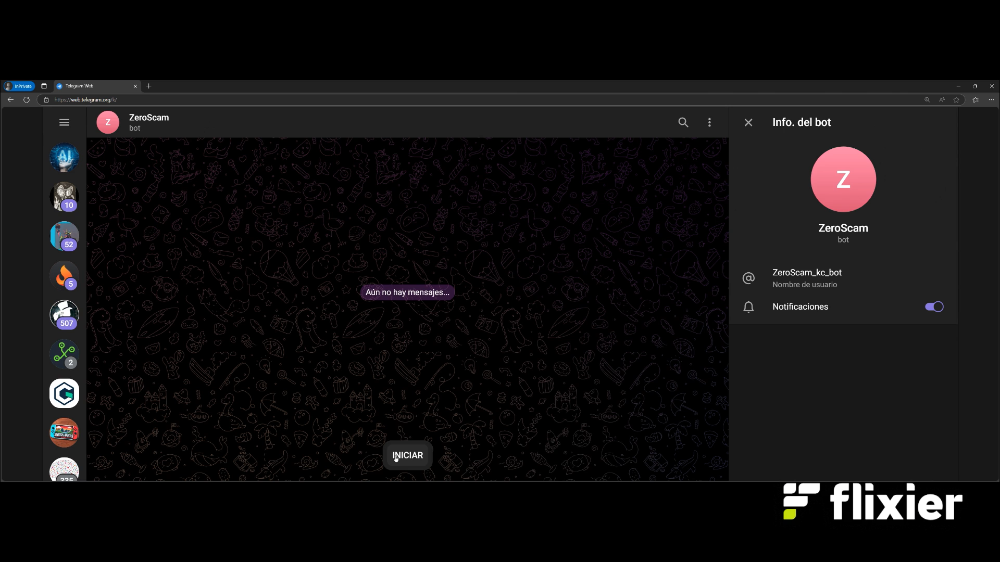 InPrivate
Telegram Web
https://web.telegram.org/k/
Z
ZeroScam
bot
Info. del bot
AI
10
52
5
507
2
SWITCHLANDERS
335
Aún no hay mensajes...
INICIAR
Z
ZeroScam
bot
@
ZeroScam_kc_bot
Nombre de usuario
Notificaciones
flixier